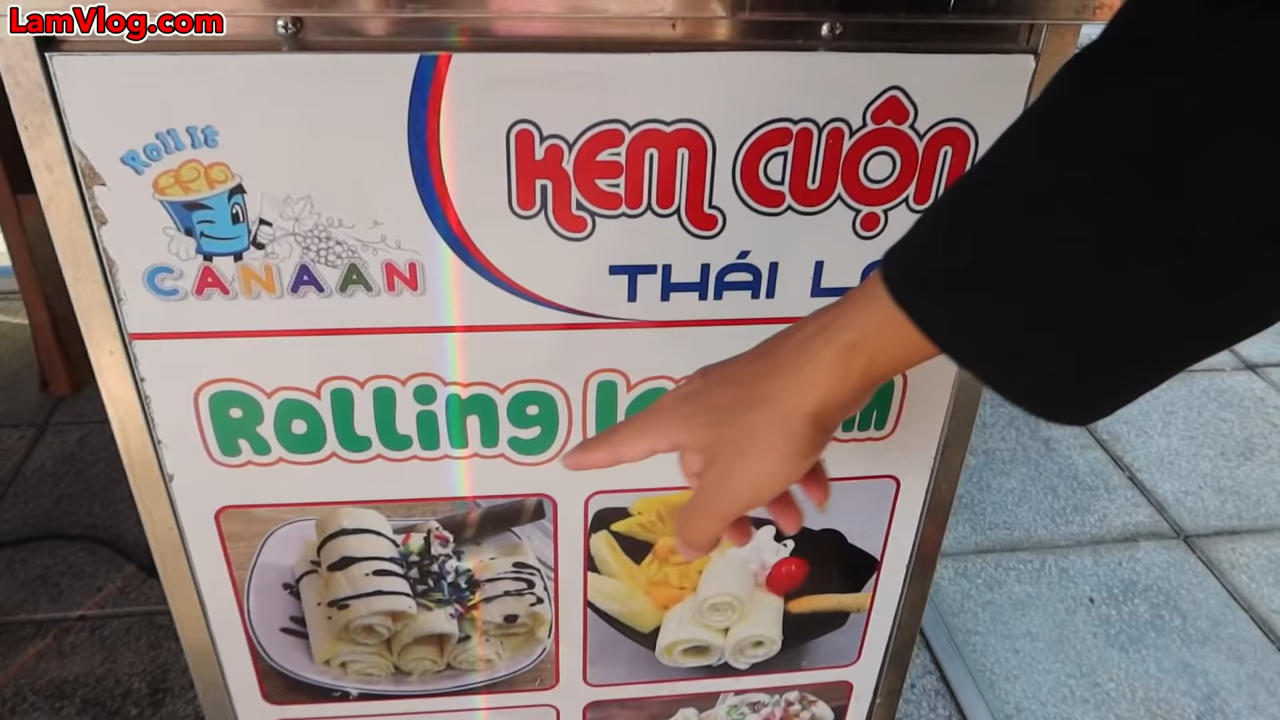 LamVlog.com
Roll It
CANAAN
KEM CUỘN
THÁI
Rolling